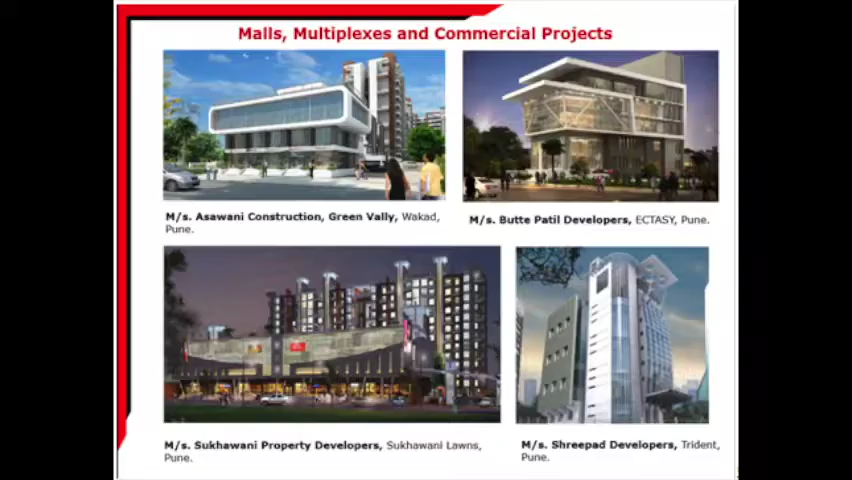 Malls, Multiplexes and Commercial Projects
M/s. Asawani Construction, Green Vally, Wakad,
Pune.
M/s. Butte Patil Developers, ECTASY, Pune.
M/s. Sukhawani Property Developers, Sukhawani Lawns,
Pune.
M/s. Shreepad Developers, Trident,
Pune.